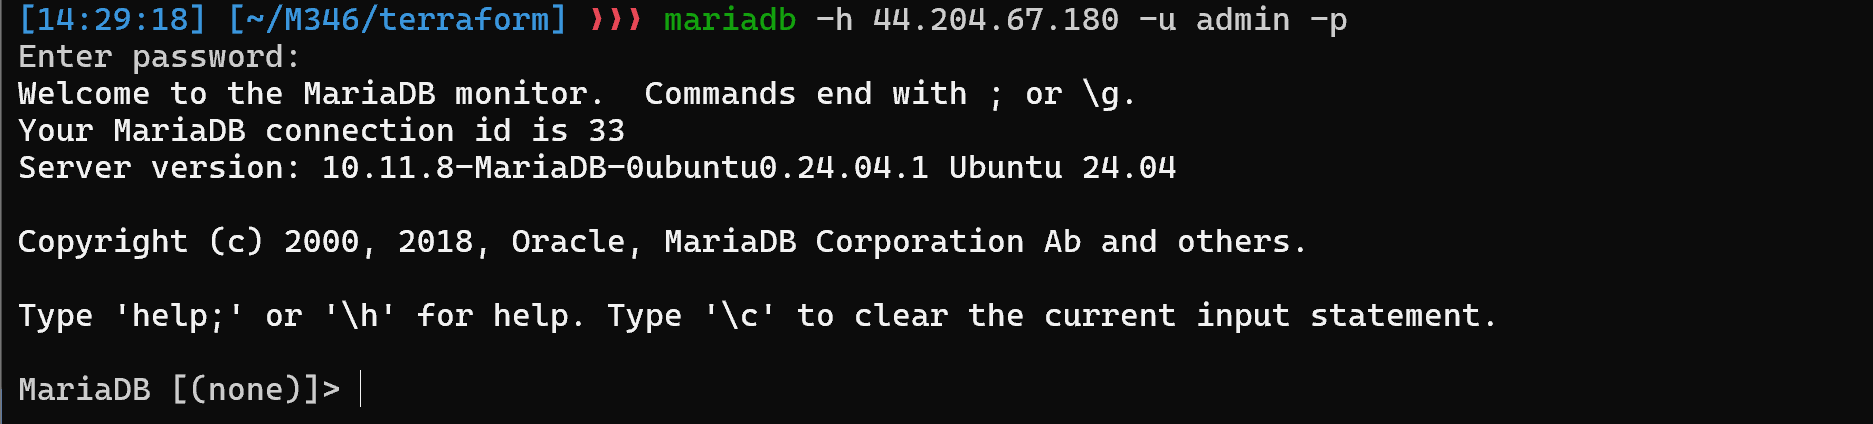 [14:29:18] [~/M346/terraform] ❯❯❯ mariadb -h 44.204.67.180 -u admin -p
Enter password:
Welcome to the MariaDB monitor.  Commands end with ; or \g.
Your MariaDB connection id is 33
Server version: 10.11.8-MariaDB-0ubuntu0.24.04.1 Ubuntu 24.04
Copyright (c) 2000, 2018, Oracle, MariaDB Corporation Ab and others.
Type 'help;' or '\h' for help. Type '\c' to clear the current input statement.
MariaDB [(none)]>